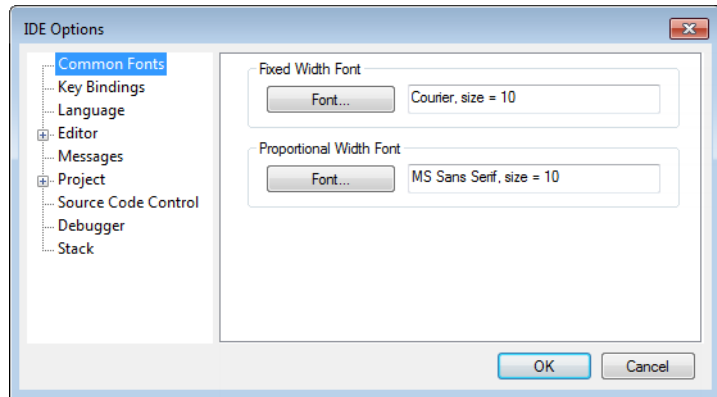 IDE Options
Common Fonts
Key Bindings
Language
Editor
Messages
Project
Source Code Control
Debugger
Stack
Fixed Width Font
Font...
Courier, size = 10
Proportional Width Font
Font...
MS Sans Serif, size = 10
OK
Cancel